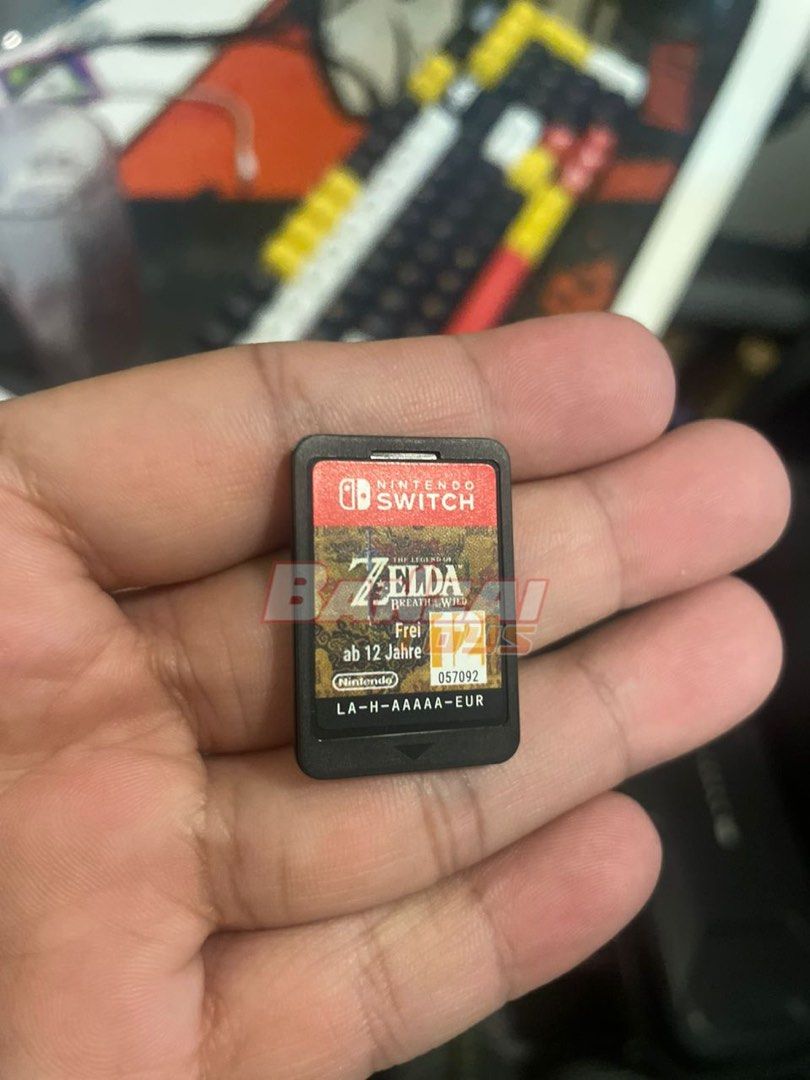 NINTENDO
SWITCH
THE LEGEND OF
ZELDA
BREATH OF THE WILD
Frei
ab 12 Jahre
12
057092
Nintendo
LA-H-AAAAA-EUR